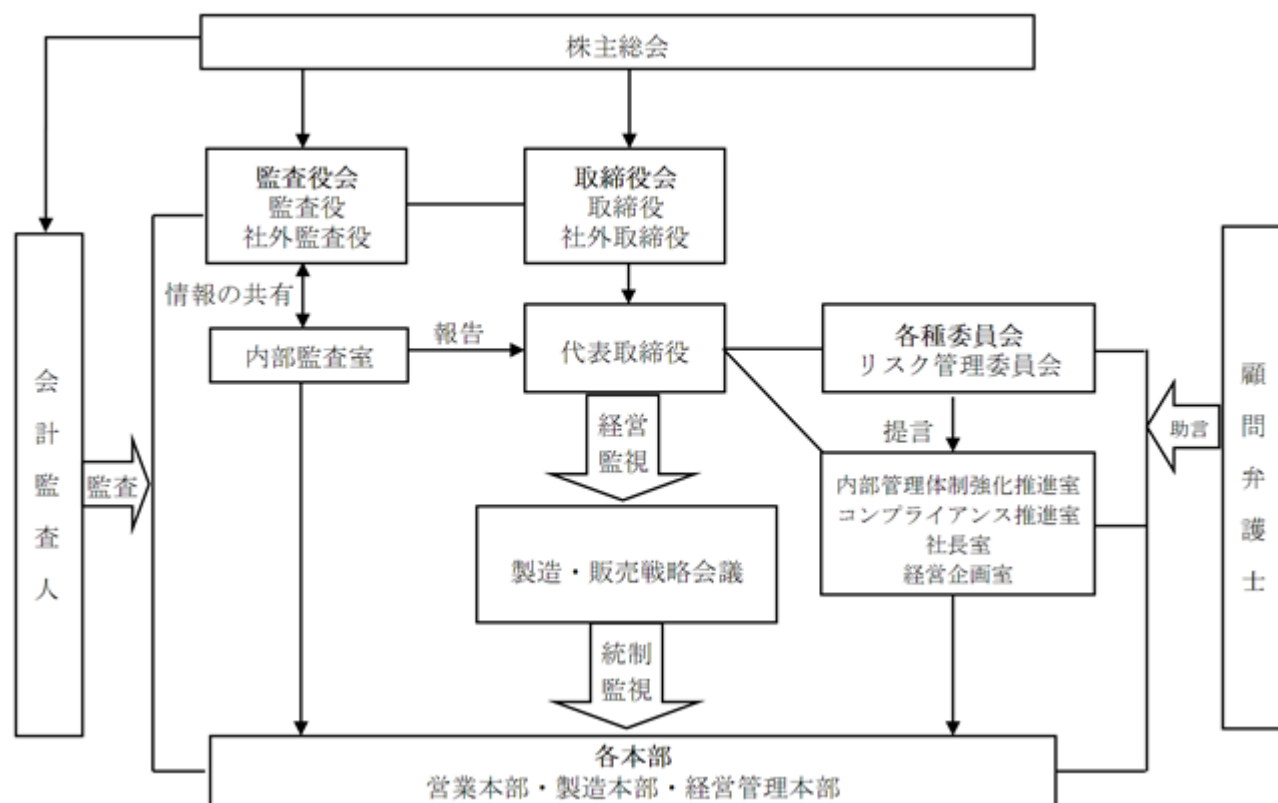 株主総会
監査役会
監査役
社外監査役
取締役会
取締役
社外取締役
情報の共有
内部監査室
報告
代表取締役
各種委員会
リスク管理委員会
会計監査人
監査
経営
監視
提言
助言
顧問弁護士
内部管理体制強化推進室
コンプライアンス推進室
社長室
経営企画室
製造・販売戦略会議
統制
監視
各本部
営業本部・製造本部・経営管理本部